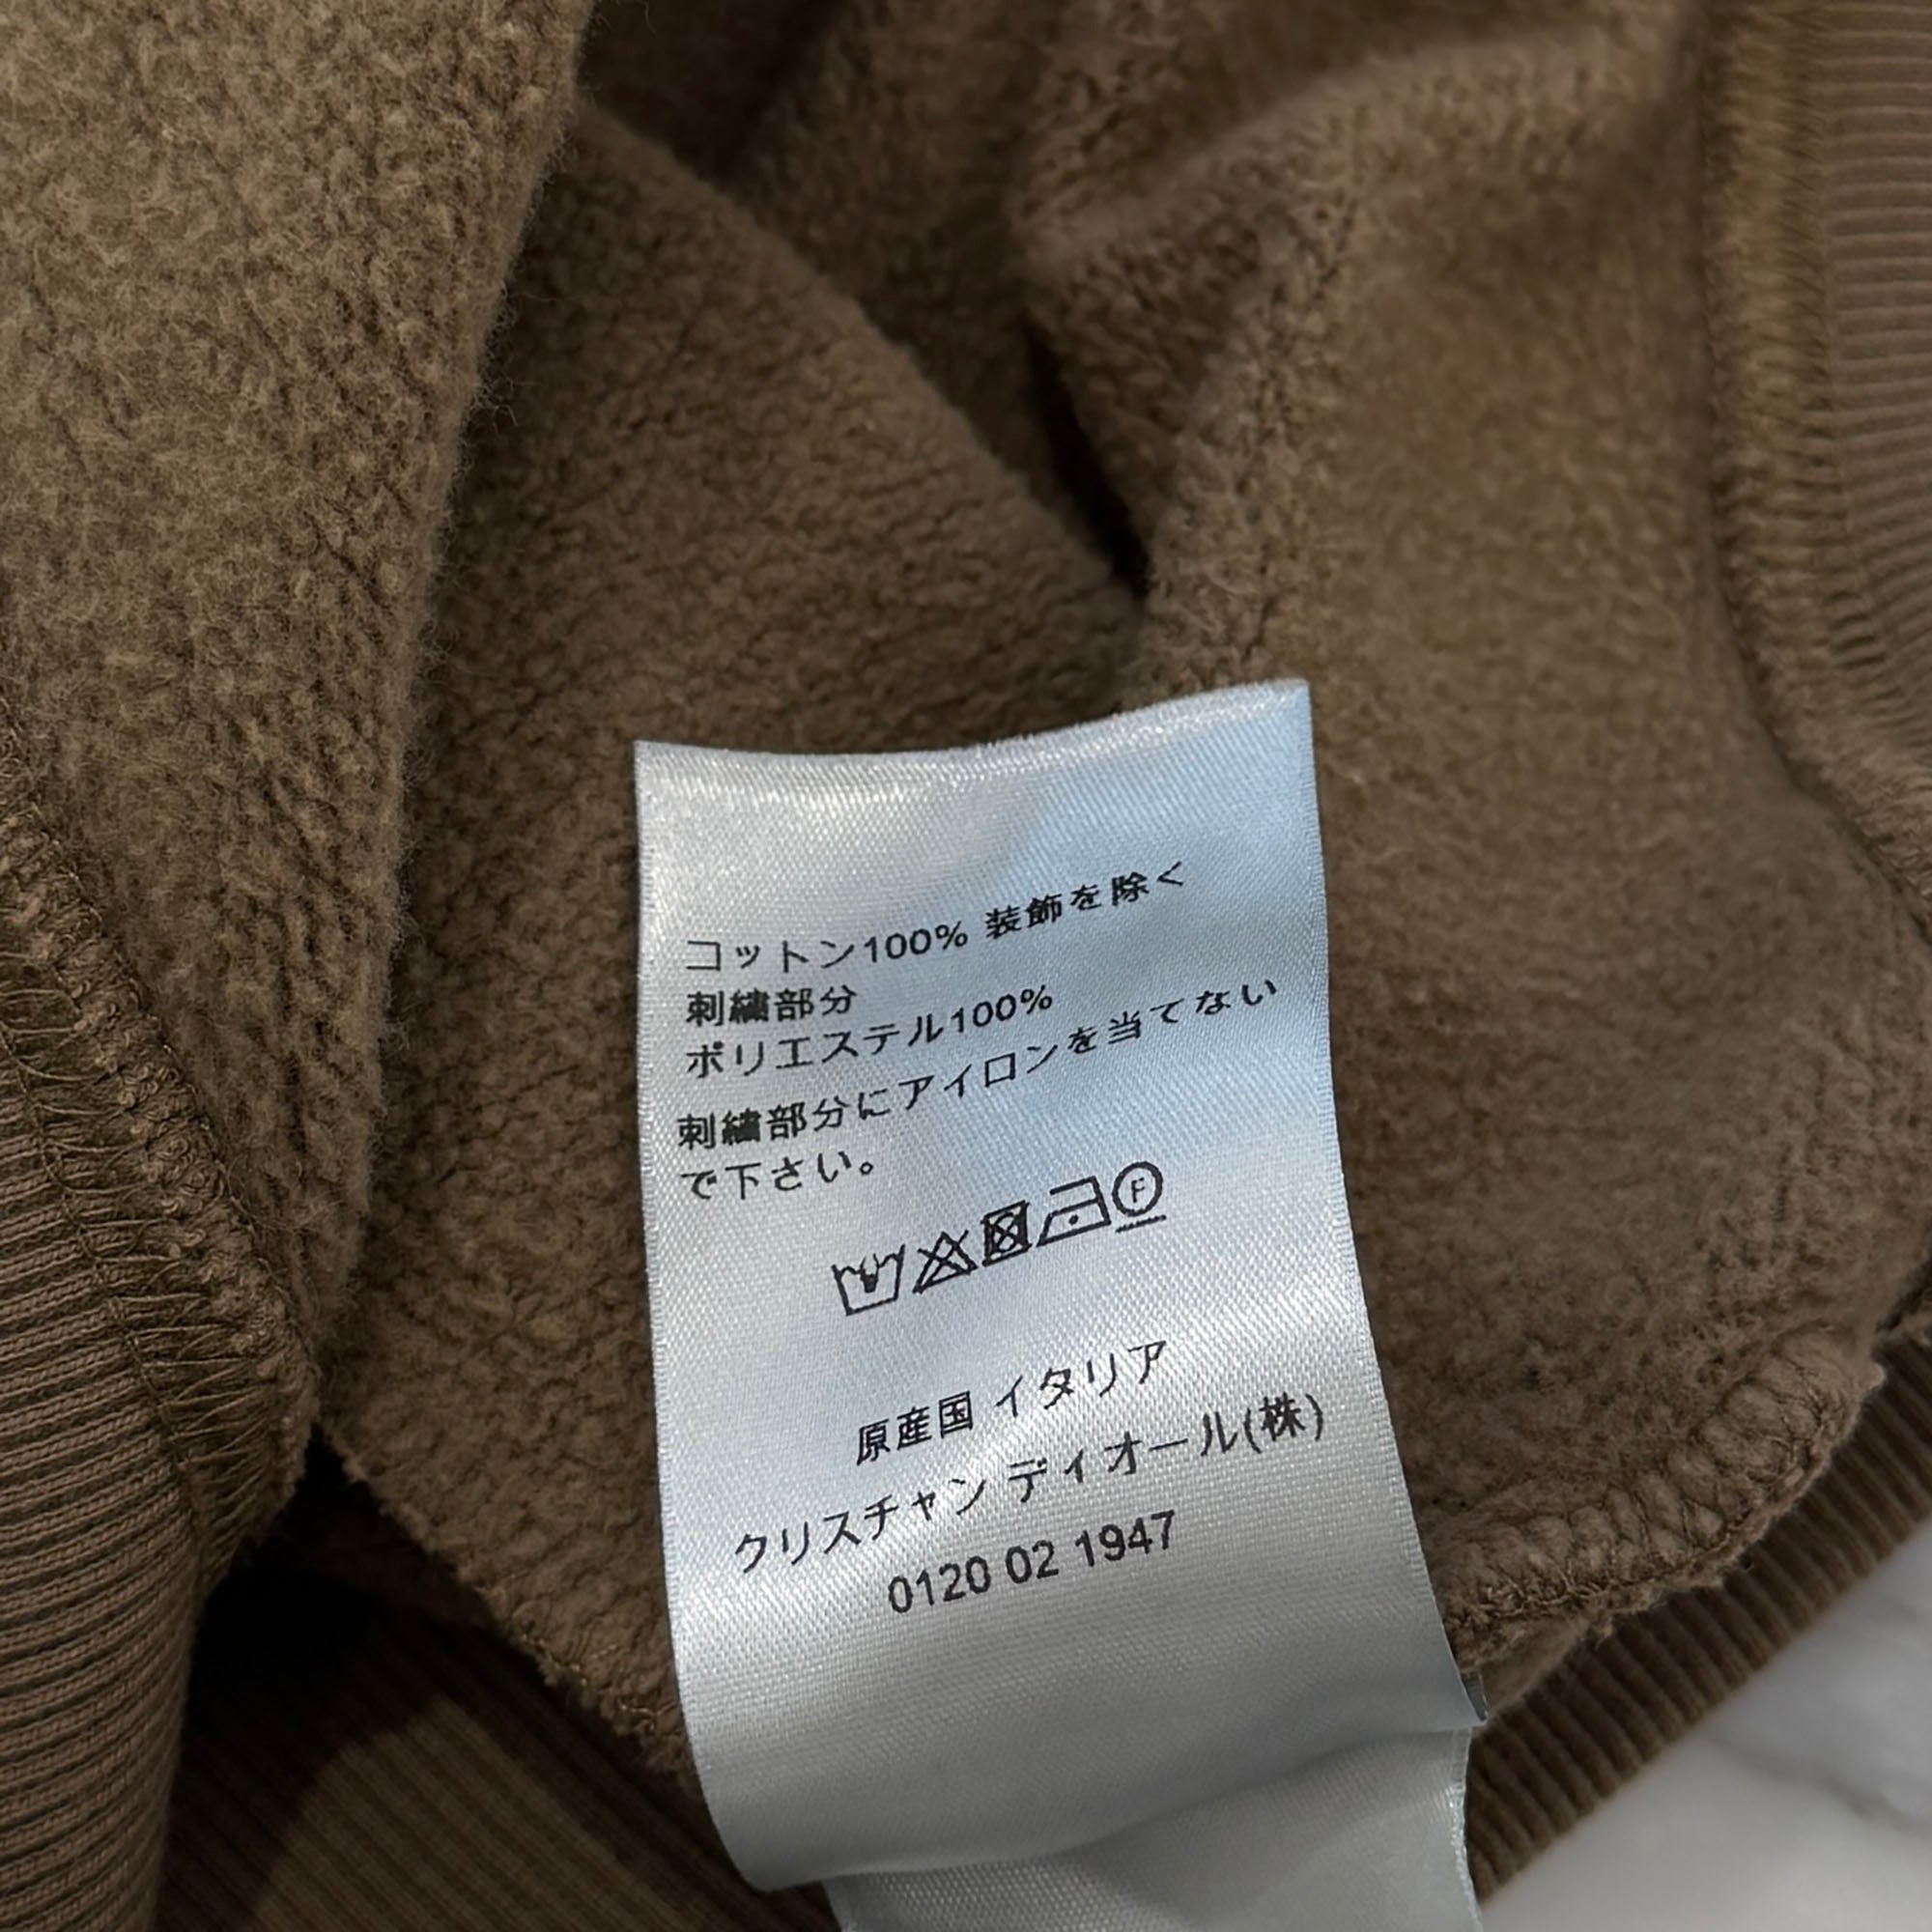 コットン100% 装飾を除く
刺繍部分
ポリエステル100%
刺繍部分にアイロンを当てない
で下さい。
F
原産国 イタリア
クリスチャン ディオール(株)
0120 02 1947